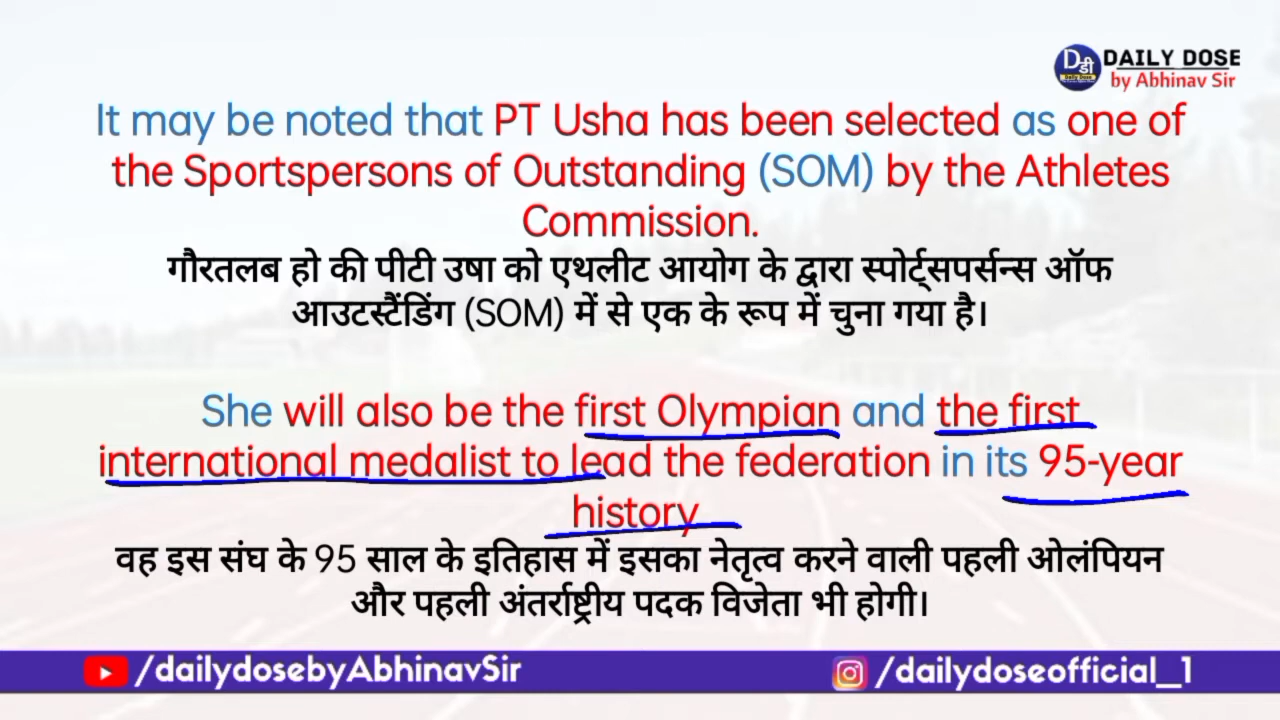 Dडी
Daily Dose
DAILY DOSE
by Abhinav Sir
It may be noted that PT Usha has been selected as one of
the Sportspersons of Outstanding (SOM) by the Athletes
Commission.
गौरतलब हो की पीटी उषा को एथलीट आयोग के द्वारा स्पोर्ट्सपर्सन्स ऑफ
आउटस्टैंडिंग (SOM) में से एक के रूप में चुना गया है।
She will also be the first Olympian and the first
international medalist to lead the federation in its 95-year
history
वह इस संघ के 95 साल के इतिहास में इसका नेतृत्व करने वाली पहली ओलंपियन
और पहली अंतर्राष्ट्रीय पदक विजेता भी होगी।
/dailydosebyAbhinavSir
/dailydoseofficial_1